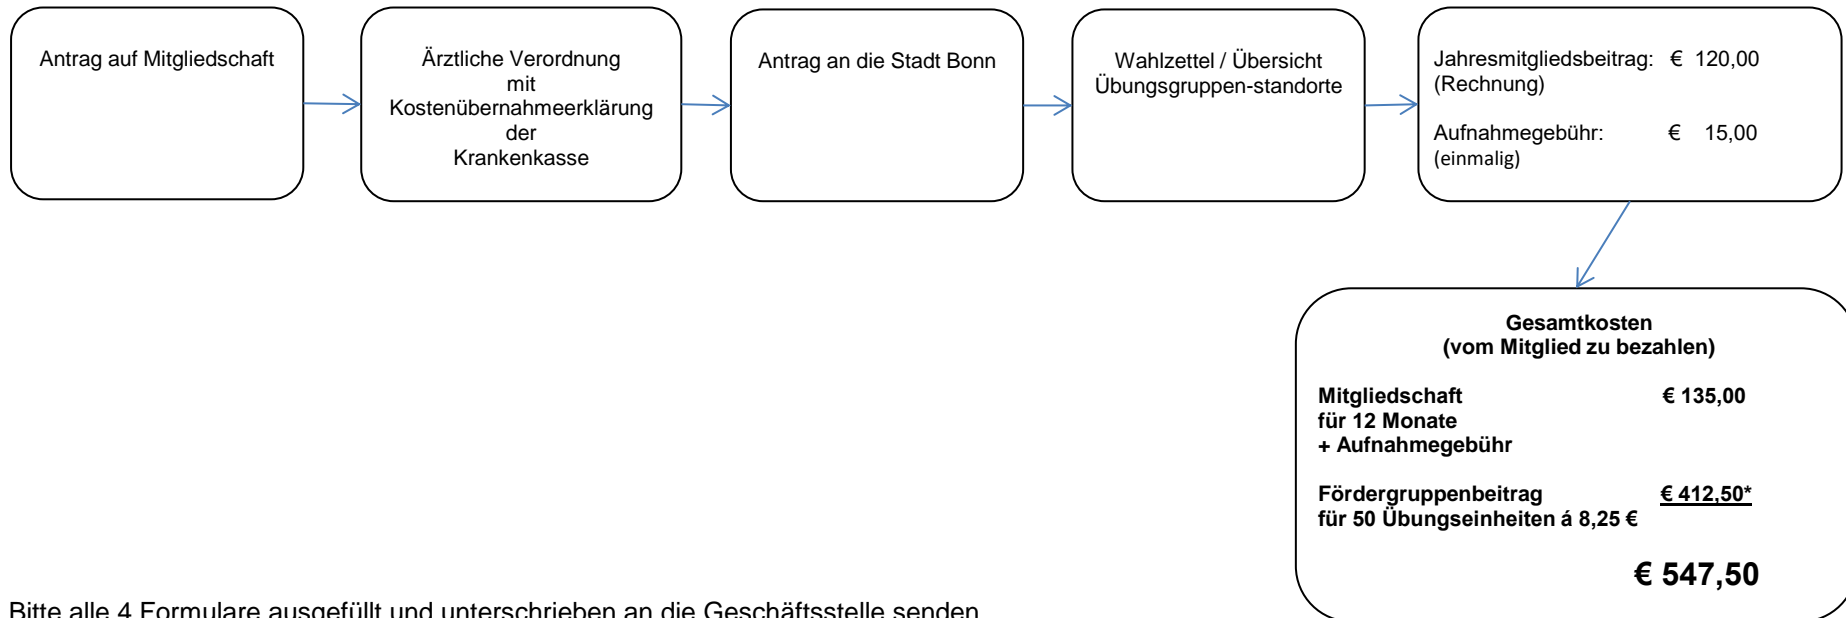 Antrag auf Mitgliedschaft
Ärztliche Verordnung
mit
Kostenübernahmeerklärung
der
Krankenkasse
Antrag an die Stadt Bonn
Wahlzettel / Übersicht
Übungsgruppen-standorte
Jahresmitgliedsbeitrag: € 120,00
(Rechnung)
Aufnahmegebühr: € 15,00
(einmalig)
Gesamtkosten
(vom Mitglied zu bezahlen)
Mitgliedschaft € 135,00
für 12 Monate
+ Aufnahmegebühr
Fördergruppenbeitrag € 412,50*
für 50 Übungseinheiten á 8,25 €
€ 547,50
Bitte alle 4 Formulare ausgefüllt und unterschrieben an die Geschäftsstelle senden